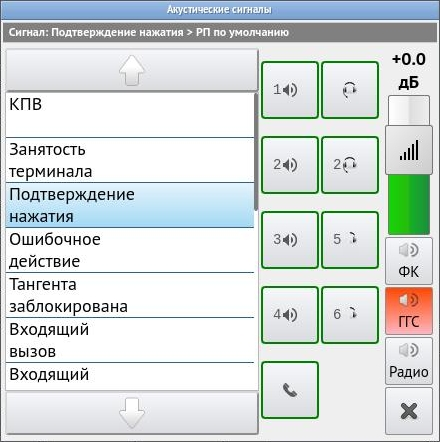 Акустические сигналы
Сигнал: Подтверждение нажатия > РП по умолчанию
КПВ
Занятость
терминала
Подтверждение
нажатия
Ошибочное
действие
Тангента
заблокирована
Входящий
вызов
Входящий
1
2
2
3
5
4
6
+0.0
дБ
ФК
ГГС
Радио